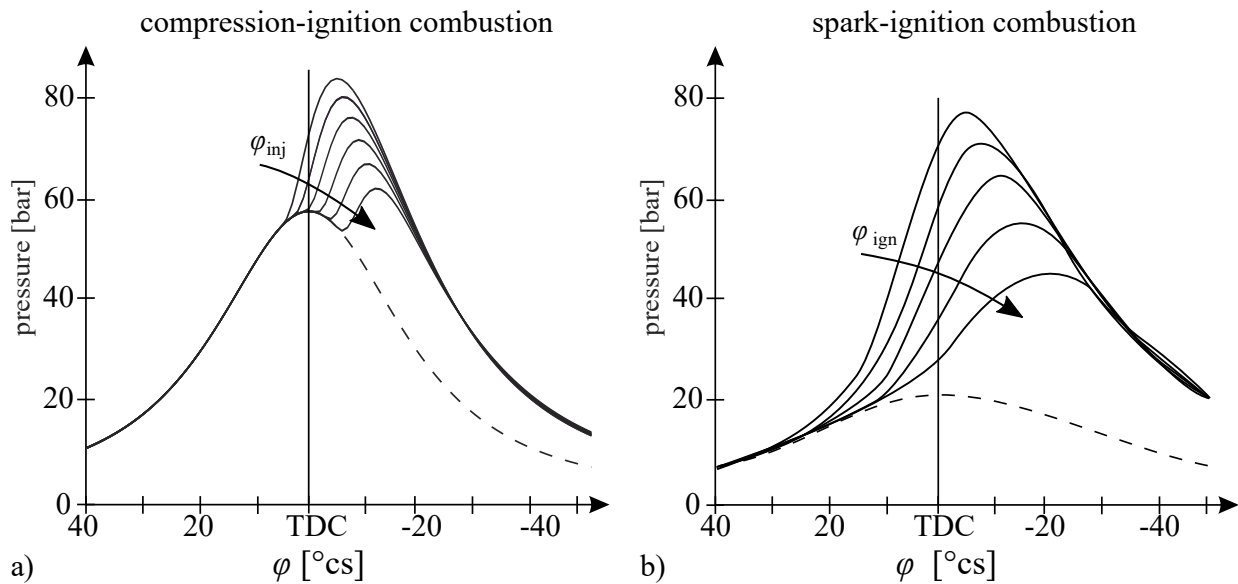 compression-ignition combustion
80
60
40
20
0
pressure [bar]
φinj
40
20
TDC
-20
-40
φ [°cs]
a)
spark-ignition combustion
80
60
40
20
0
pressure [bar]
φ ign
40
20
TDC
-20
-40
φ [°cs]
b)